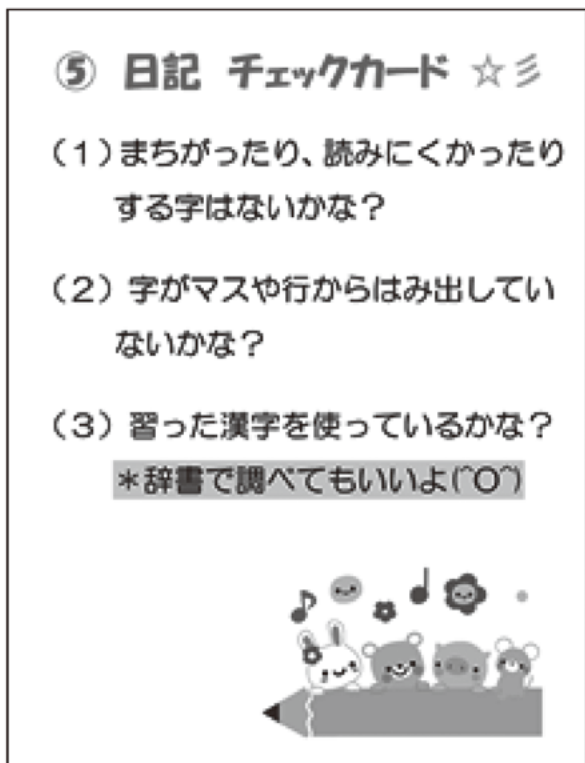 ⑤ 日記 チェックカード ☆彡
(1)まちがったり、読みにくかったり
する字はないかな？
(2)字がマスや行からはみ出してい
ないかな？
(3)習った漢字を使っているかな？
＊辞書で調べてもいいよ(^O^)